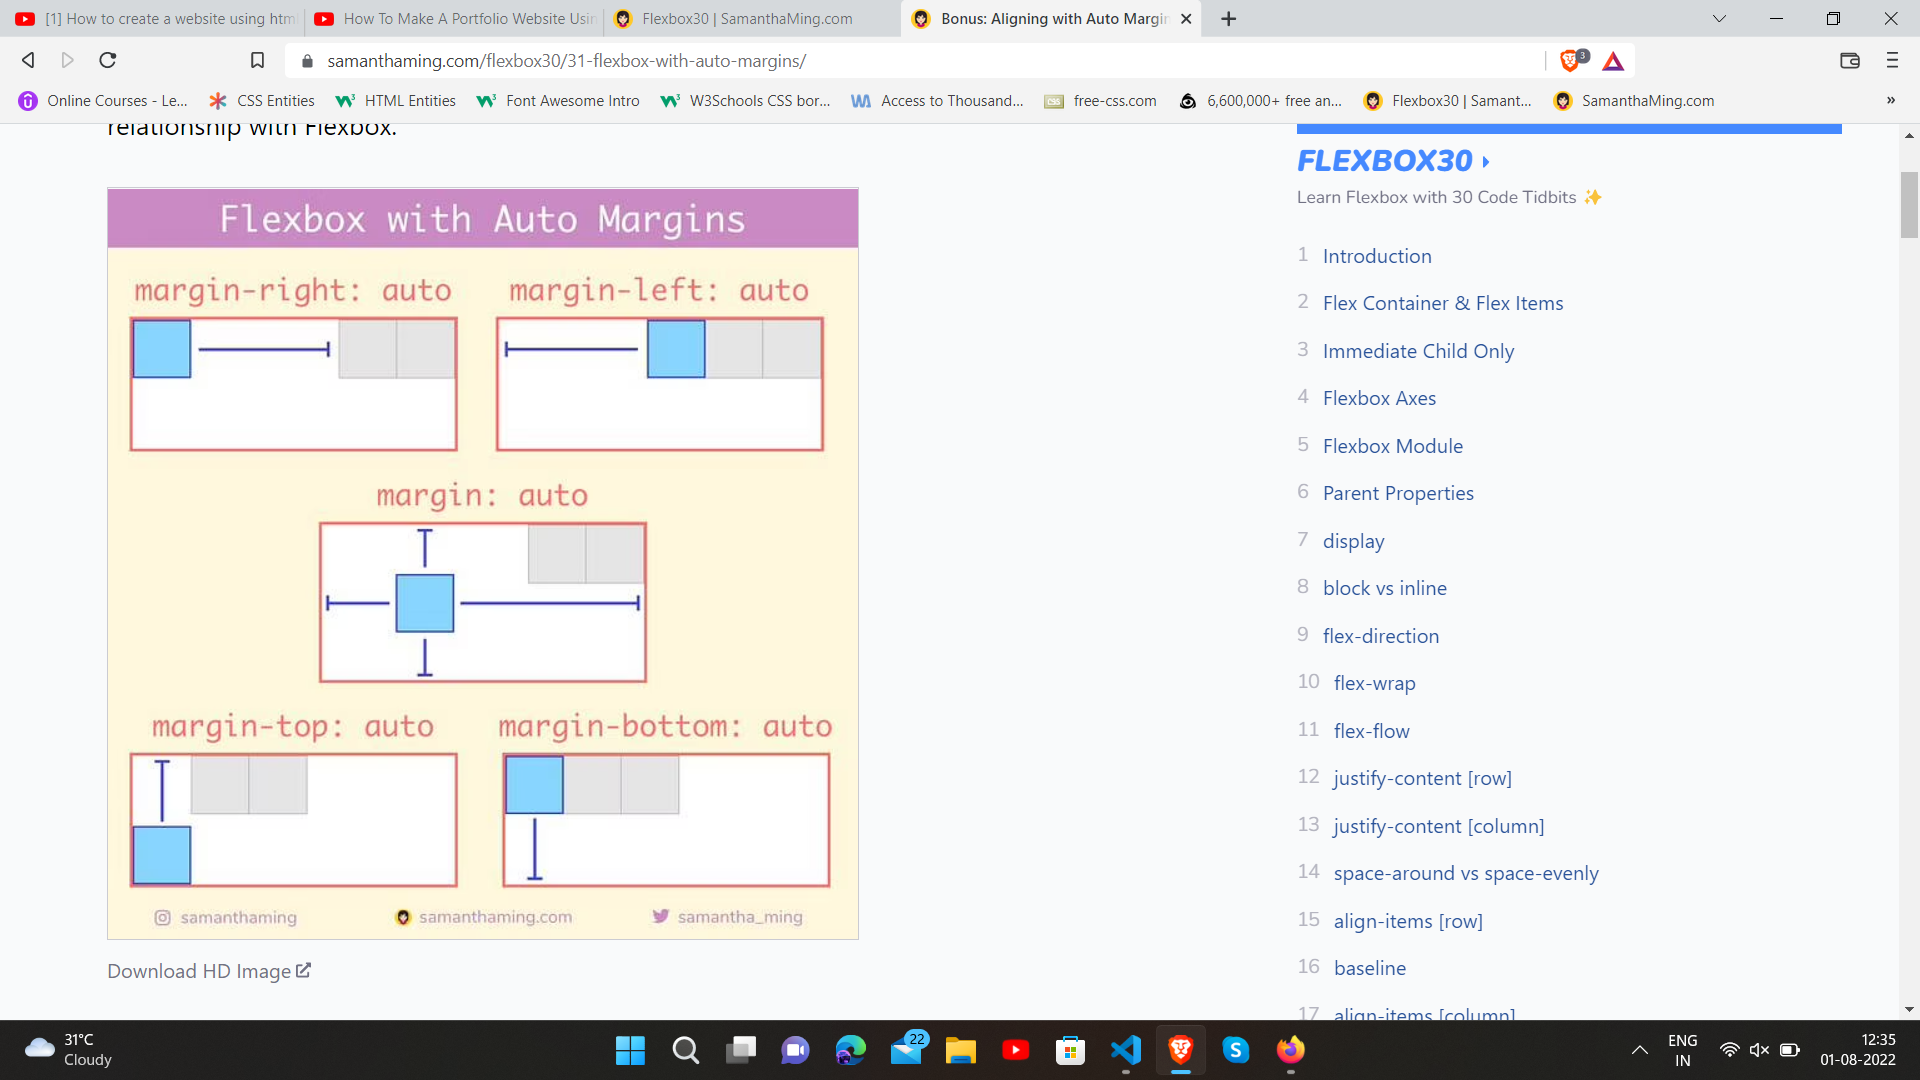 [1] How to create a website using htm
How To Make A Portfolio Website Usin
Flexbox30 | SamanthaMing.com
Bonus: Aligning with Auto Margin
samanthaming.com/flexbox30/31-flexbox-with-auto-margins/
3
Online Courses - Le...
CSS Entities
HTML Entities
Font Awesome Intro
W3Schools CSS bor...
Access to Thousand...
free-css.com
6,600,000+ free an...
Flexbox30 | Samant...
SamanthaMing.com
»
relationship with Flexbox.
Flexbox with Auto Margins
margin-right: auto
margin-left: auto
margin: auto
margin-top: auto
margin-bottom: auto
samanthaming
samanthaming.com
samantha_ming
Download HD Image
FLEXBOX30
Learn Flexbox with 30 Code Tidbits ✨
1 Introduction
2 Flex Container & Flex Items
3 Immediate Child Only
4 Flexbox Axes
5 Flexbox Module
6 Parent Properties
7 display
8 block vs inline
9 flex-direction
10 flex-wrap
11 flex-flow
12 justify-content [row]
13 justify-content [column]
14 space-around vs space-evenly
15 align-items [row]
16 baseline
17 align-items [column]
31°C
Cloudy
22
ENG
IN
12:35
01-08-2022